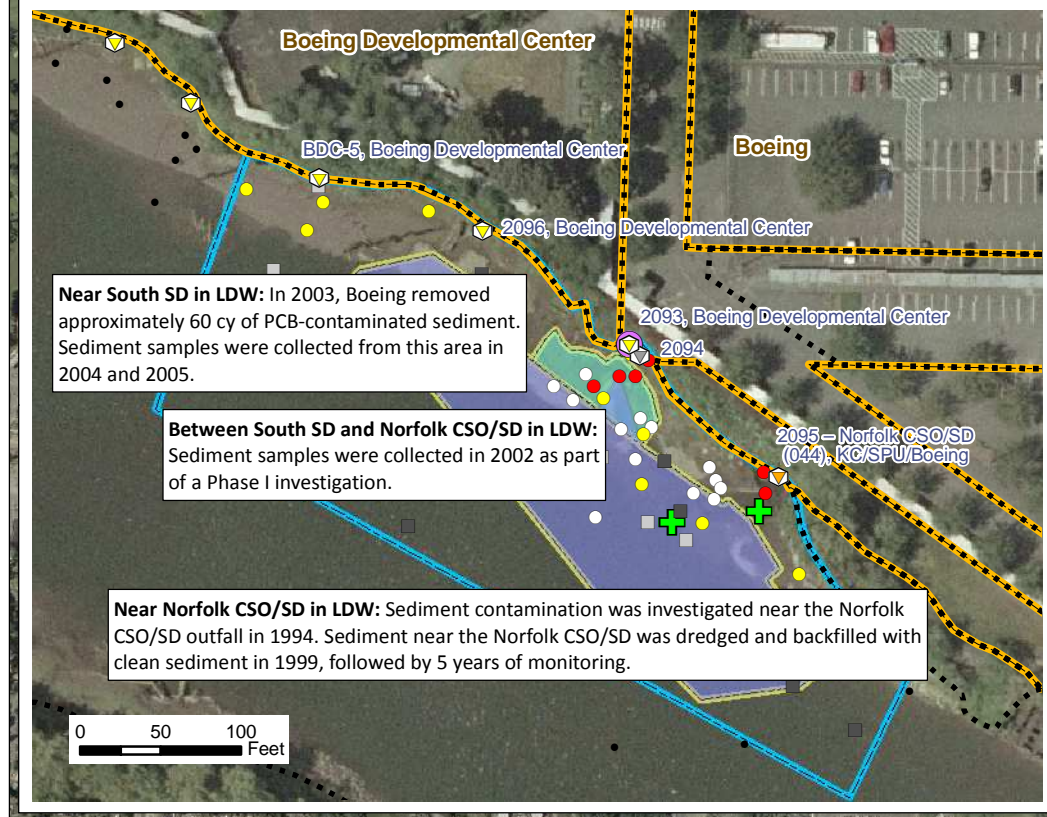 Boeing Developmental Center
BDC-5, Boeing Developmental Center
Boeing
2096, Boeing Developmental Center
Near South SD in LDW: In 2003, Boeing removed
approximately 60 cy of PCB-contaminated sediment.
Sediment samples were collected from this area in
2004 and 2005.
2093, Boeing Developmental Center
2094
Between South SD and Norfolk CSO/SD in LDW:
Sediment samples were collected in 2002 as part
of a Phase I investigation.
2095 – Norfolk CSO/SD
(044), KC/SPU/Boeing
Near Norfolk CSO/SD in LDW: Sediment contamination was investigated near the Norfolk
CSO/SD outfall in 1994. Sediment near the Norfolk CSO/SD was dredged and backfilled with
clean sediment in 1999, followed by 5 years of monitoring.
0 50 100
Feet